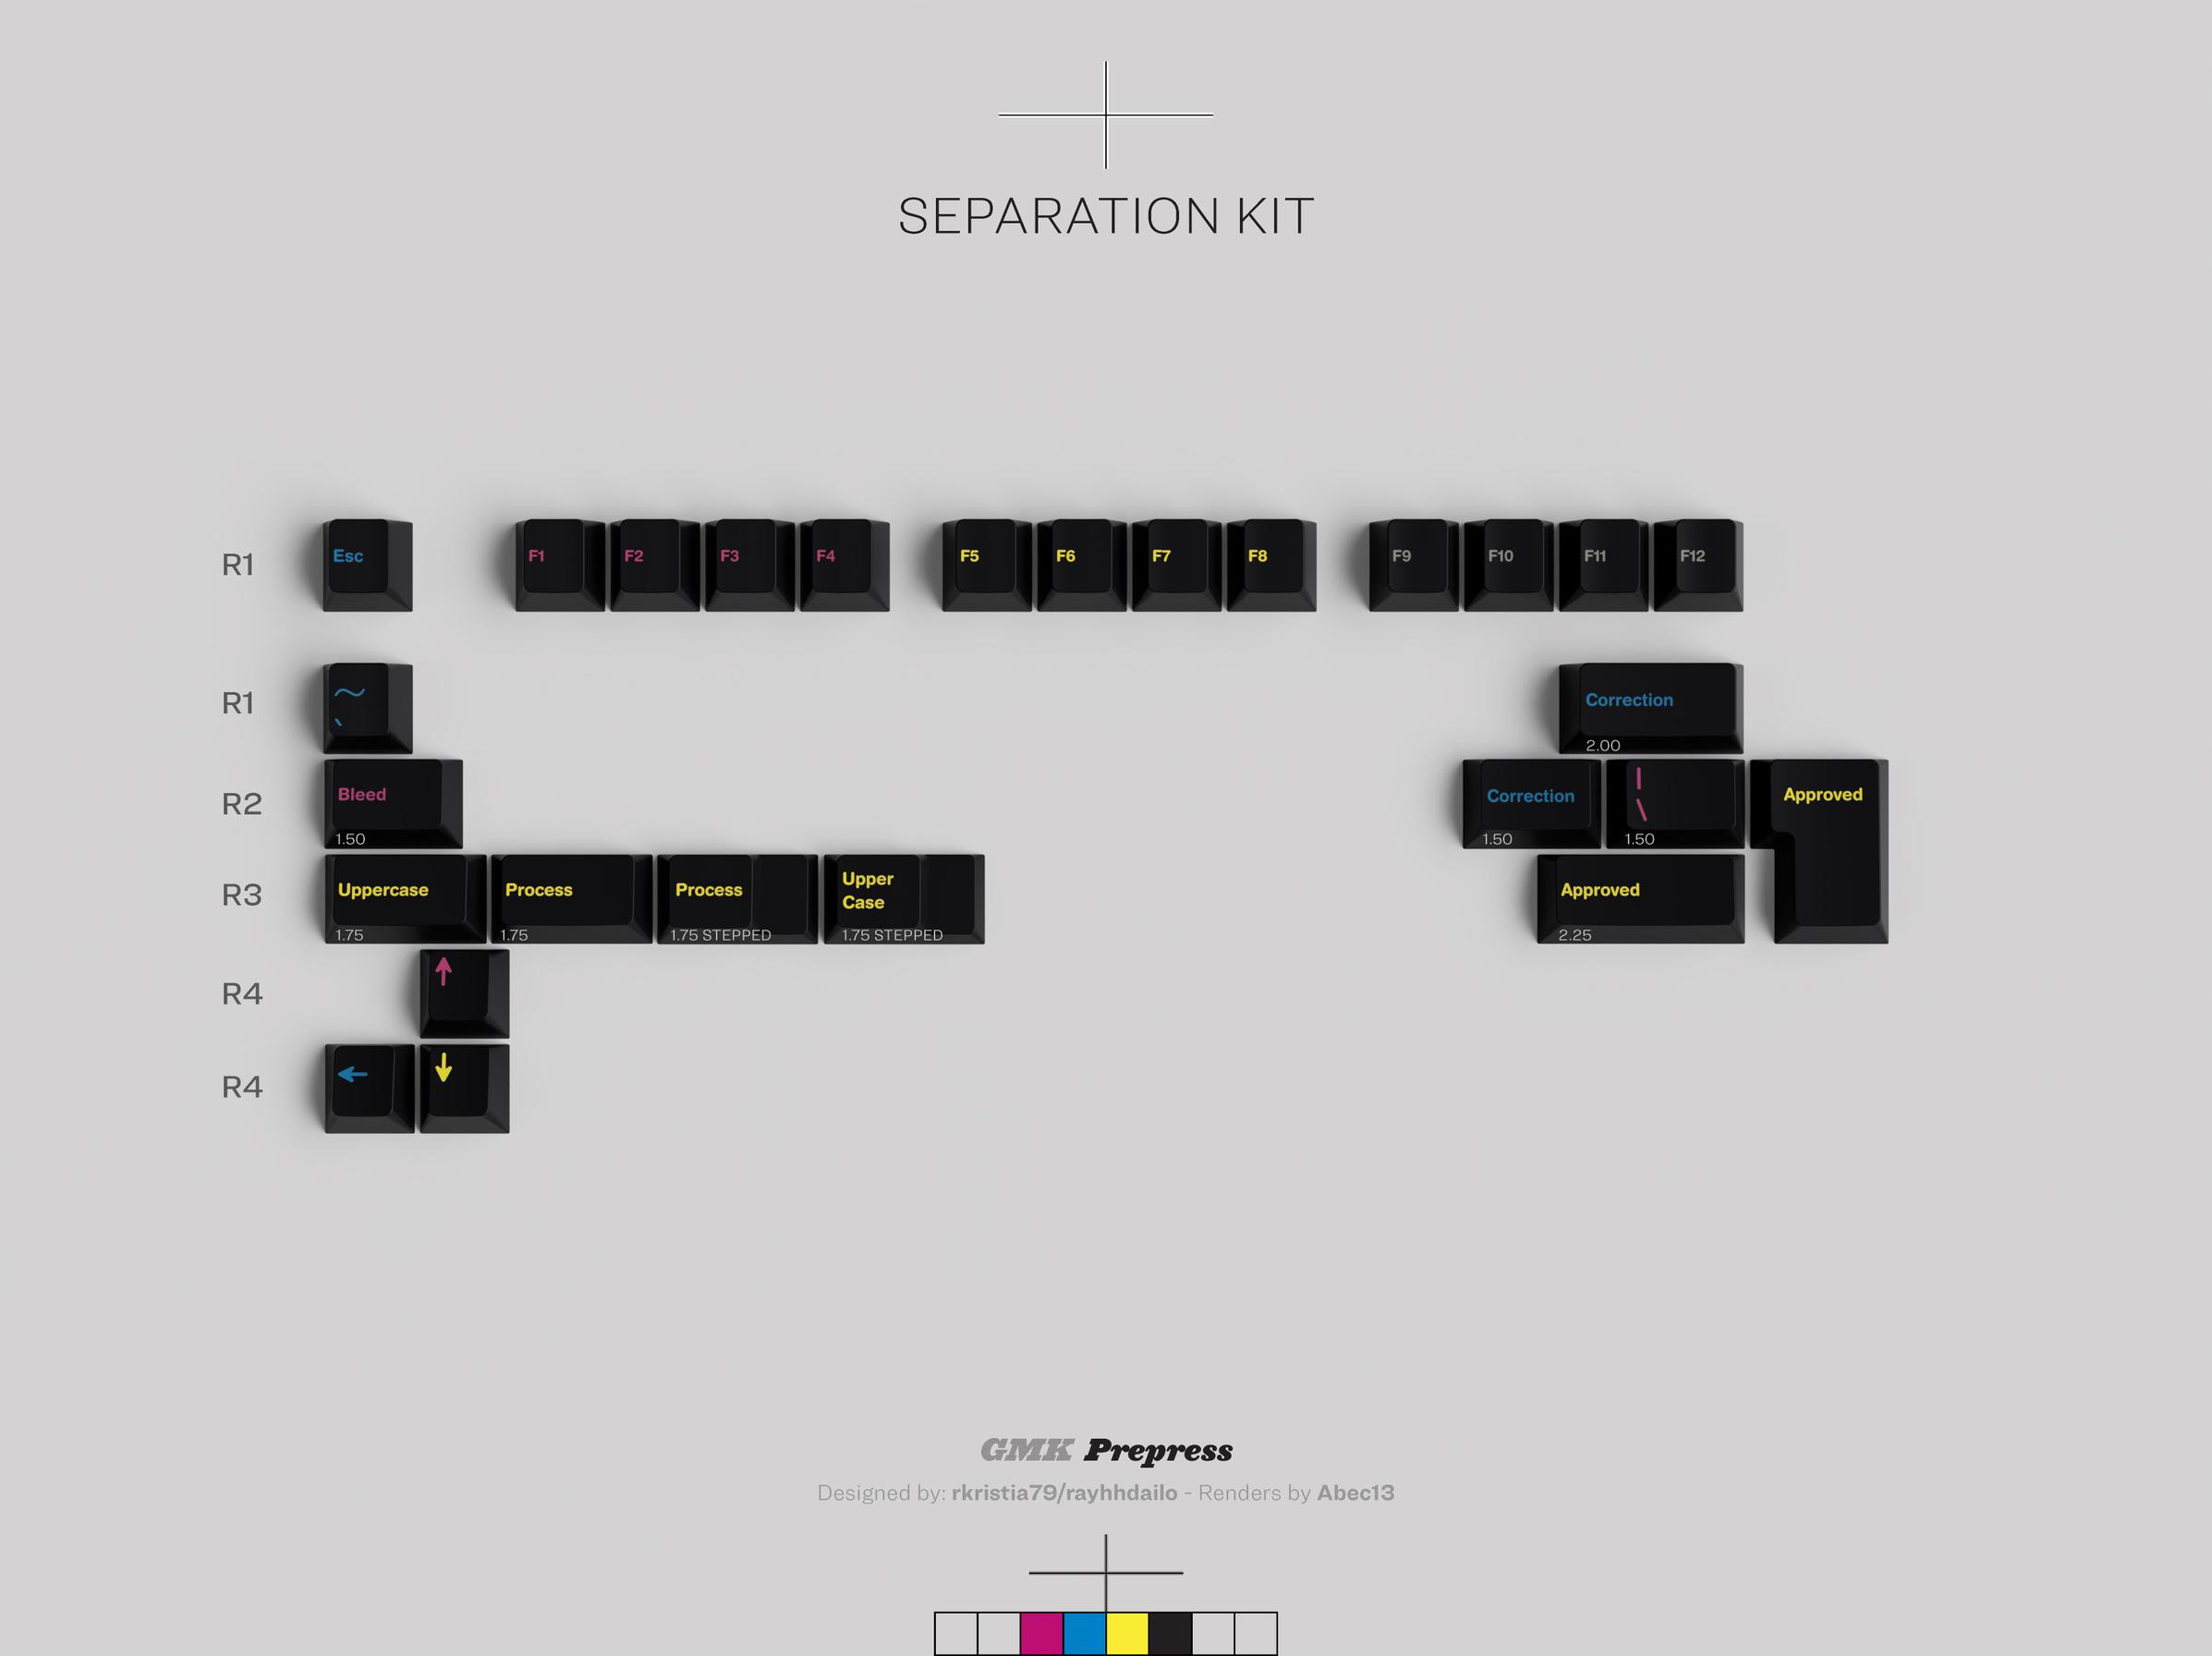 SEPARATION KIT
R1 Esc F1 F2 F3 F4 F5 F6 F7 F8 F9 F10 F11 F12
R1 ~ ` Correction 2.00
R2 Bleed 1.50 Correction 1.50 | \ 1.50 Approved
R3 Uppercase 1.75 Process 1.75 Process 1.75 STEPPED Upper Case 1.75 STEPPED Approved 2.25
R4 ↑
R4 ← ↓
GMK Prepress
Designed by: rkristia79/rayhhdailo - Renders by Abec13